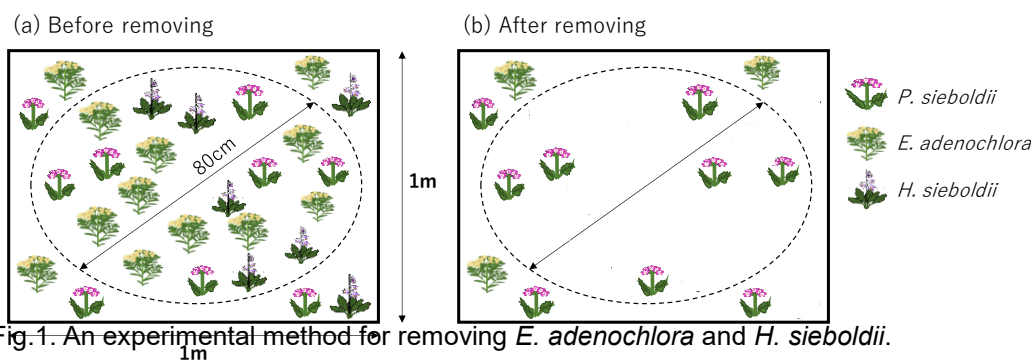 (a) Before removing
(b) After removing
80cm
1m
P. sieboldii
E. adenochlora
H. sieboldii
Fig.1. An experimental method for removing E. adenochlora and H. sieboldii.
1m